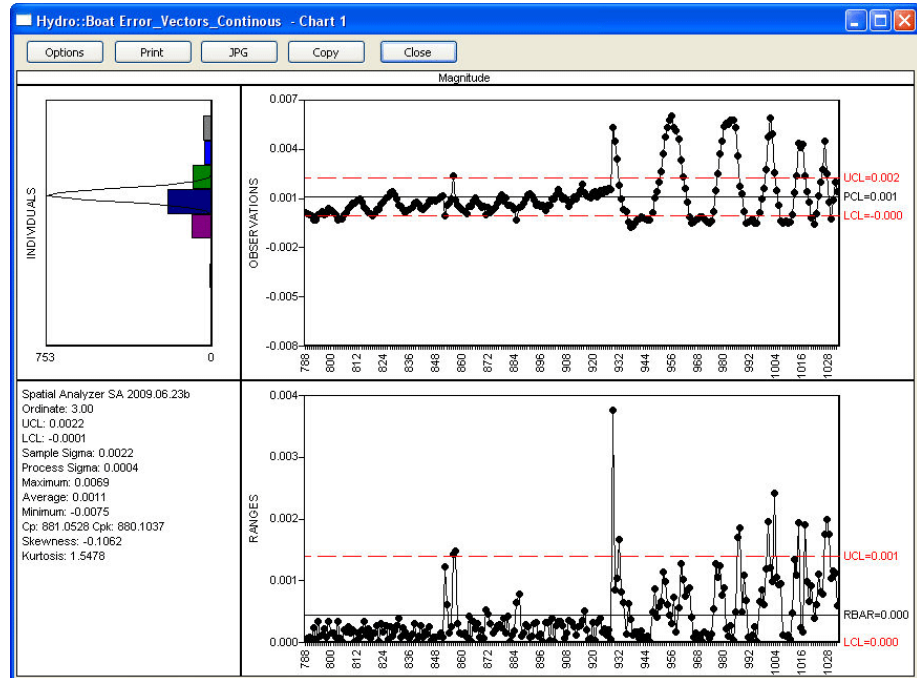 Hydro::Boat Error_Vectors_Continous - Chart 1
Options Print JPG Copy Close
Magnitude
INDIVIDUALS
753 0
OBSERVATIONS
0.007
0.004
0.001
-0.002
-0.005
-0.008
UCL=0.002
PCL=0.001
LCL=-0.000
788 800 812 824 836 848 860 872 884 896 908 920 932 944 956 968 980 992 1004 1016 1028
Spatial Analyzer SA 2009.06.23b
Ordinate: 3.00
UCL: 0.0022
LCL: -0.0001
Sample Sigma: 0.0022
Process Sigma: 0.0004
Maximum: 0.0069
Average: 0.0011
Minimum: -0.0075
Cp: 881.0528 Cpk: 880.1037
Skewness: -0.1062
Kurtosis: 1.5478
RANGES
0.004
0.003
0.002
0.001
0.000
UCL=0.001
RBAR=0.000
LCL=0.000
788 800 812 824 836 848 860 872 884 896 908 920 932 944 956 968 980 992 1004 1016 1028